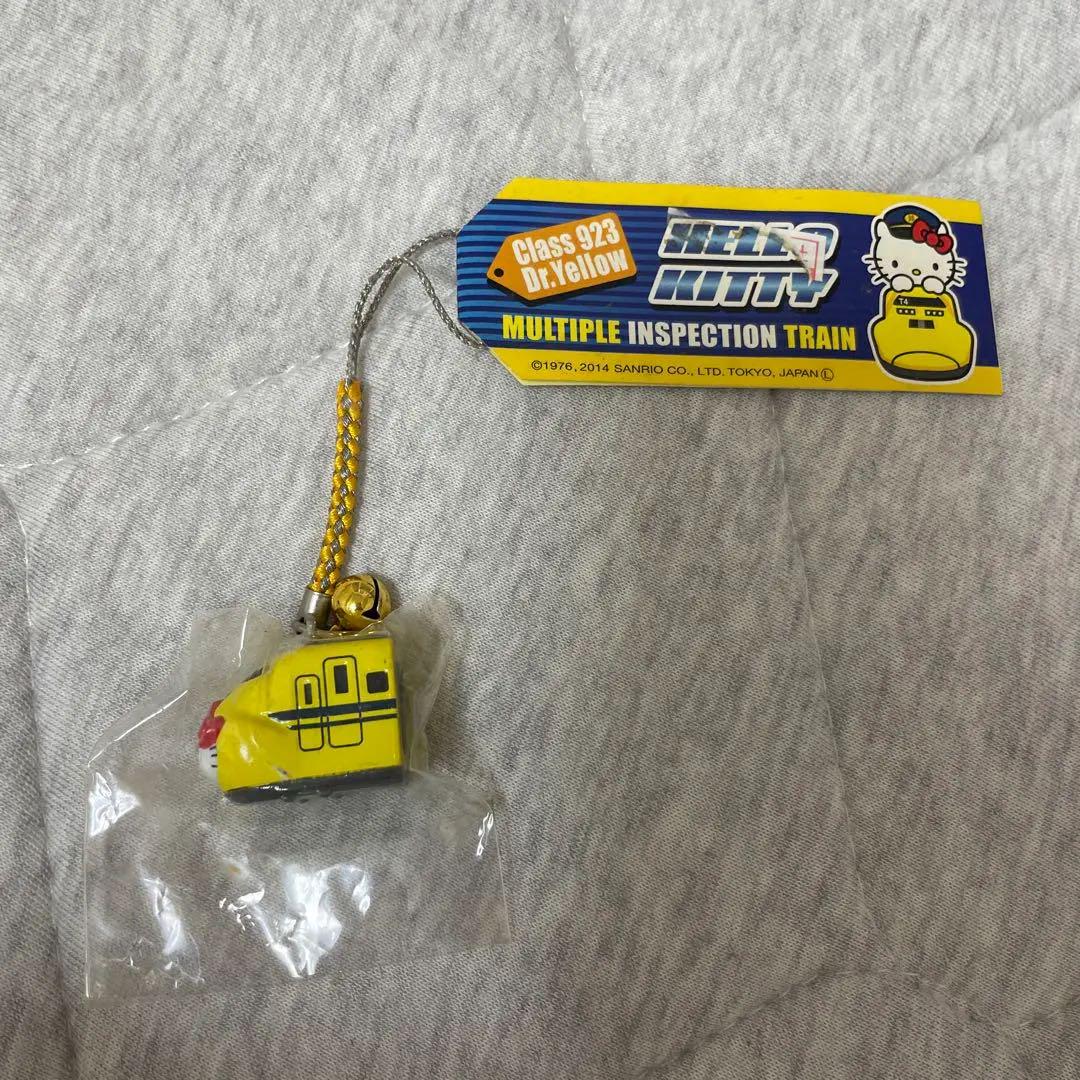 Class 923
Dr.Yellow
HELLO
KITTY
MULTIPLE INSPECTION TRAIN
©1976, 2014 SANRIO CO., LTD. TOKYO, JAPAN Ⓛ
T4